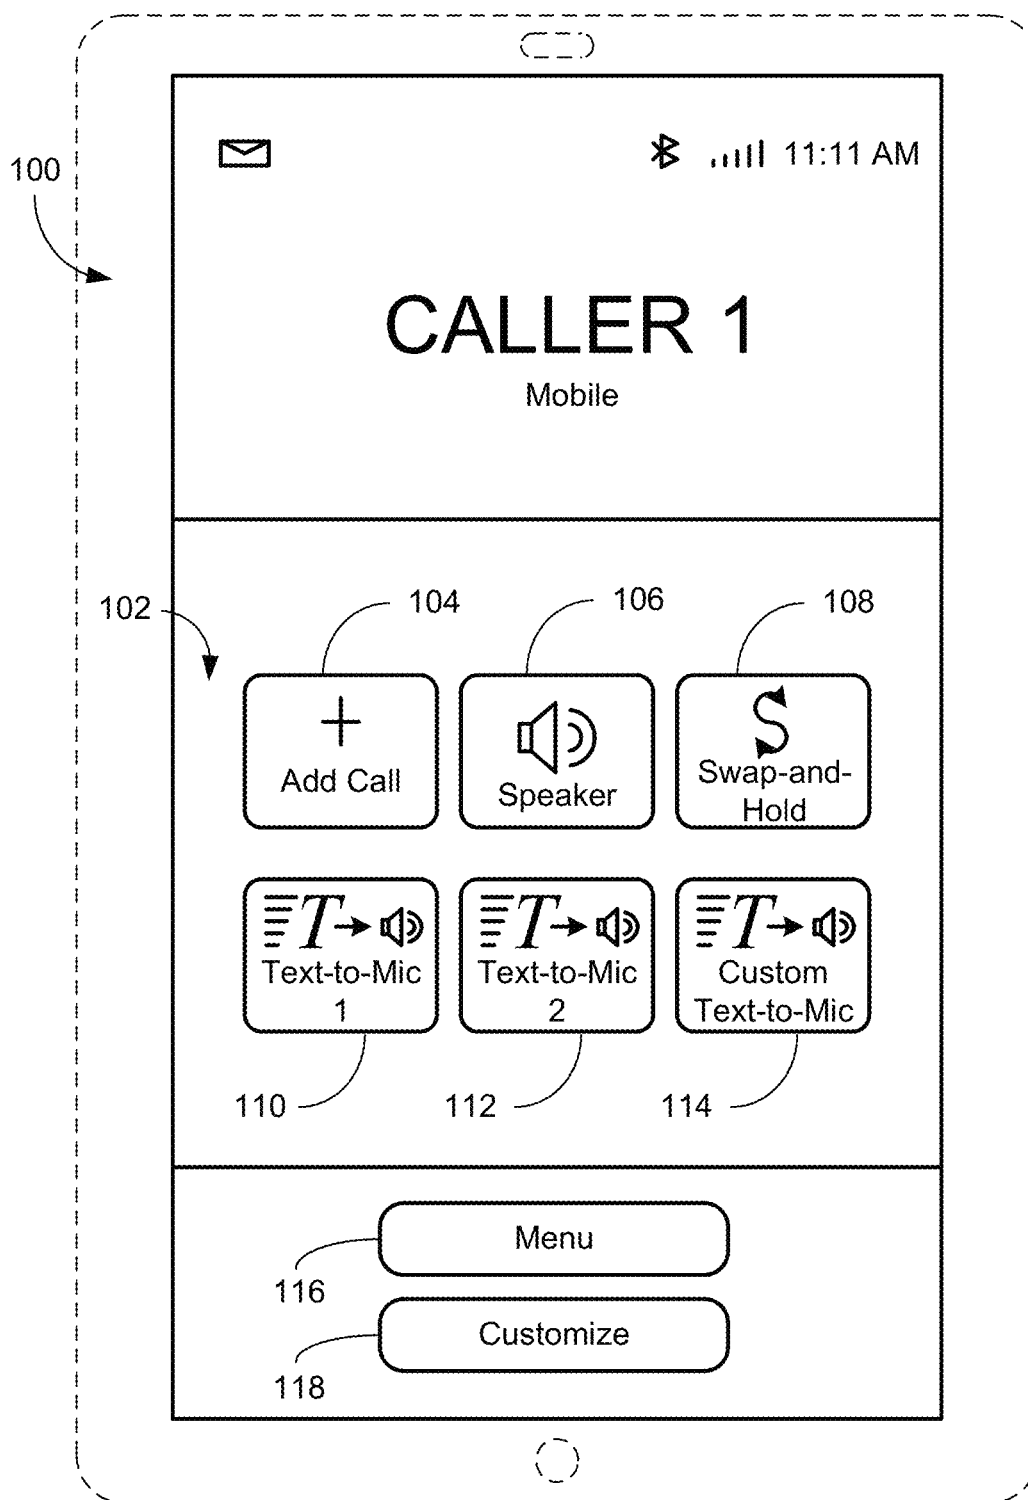 11:11 AM
100
CALLER 1
Mobile
102
104
106
108
Add Call
Speaker
Swap-and-
Hold
T
T
T
Text-to-Mic
1
Text-to-Mic
2
Custom
Text-to-Mic
110
112
114
Menu
116
Customize
118